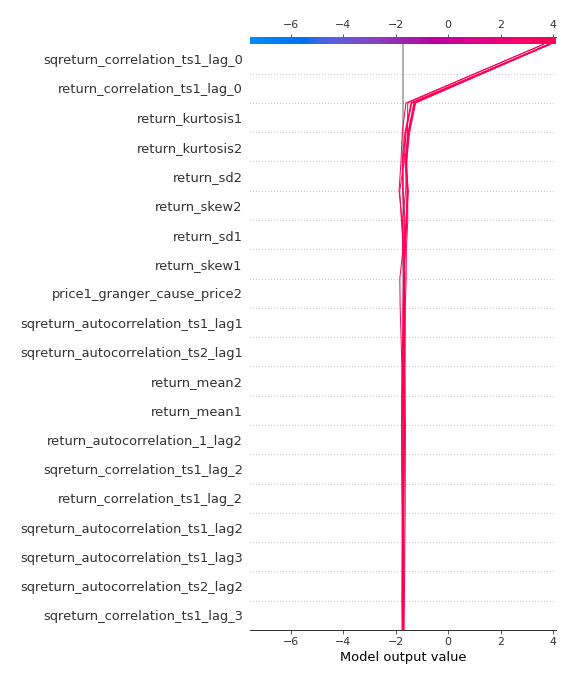 −6 −4 −2 0 2 4
sqreturn_correlation_ts1_lag_0
return_correlation_ts1_lag_0
return_kurtosis1
return_kurtosis2
return_sd2
return_skew2
return_sd1
return_skew1
price1_granger_cause_price2
sqreturn_autocorrelation_ts1_lag1
sqreturn_autocorrelation_ts2_lag1
return_mean2
return_mean1
return_autocorrelation_1_lag2
sqreturn_correlation_ts1_lag_2
return_correlation_ts1_lag_2
sqreturn_autocorrelation_ts1_lag2
sqreturn_autocorrelation_ts1_lag3
sqreturn_autocorrelation_ts2_lag2
sqreturn_correlation_ts1_lag_3
−6 −4 −2 0 2 4
Model output value